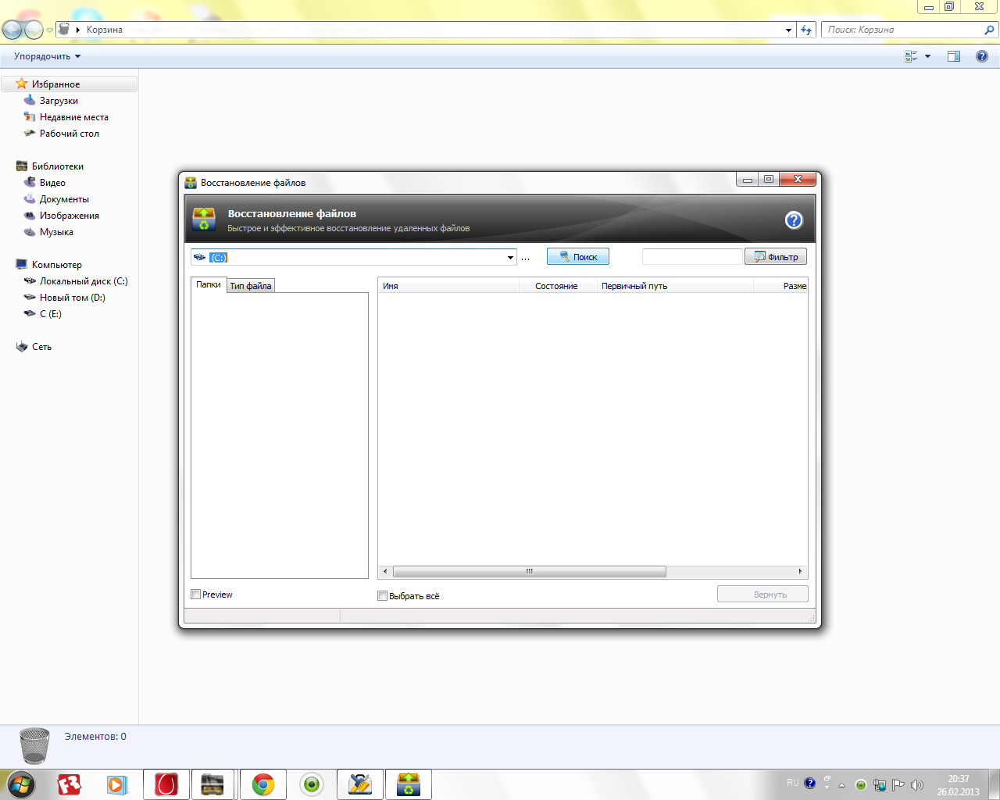 Корзина
Поиск: Корзина
Упорядочить
Избранное
Загрузки
Недавние места
Рабочий стол
Библиотеки
Видео
Документы
Изображения
Музыка
Компьютер
Локальный диск (C:)
Новый том (D:)
C (E:)
Сеть
Восстановление файлов
Восстановление файлов
Быстрое и эффективное восстановление удаленных файлов
(C:)
...
Поиск
Фильтр
Папки
Тип файла
Имя
Состояние
Первичный путь
Разме
Preview
Выбрать всё
Вернуть
Элементов: 0
RU
20:37
26.02.2013